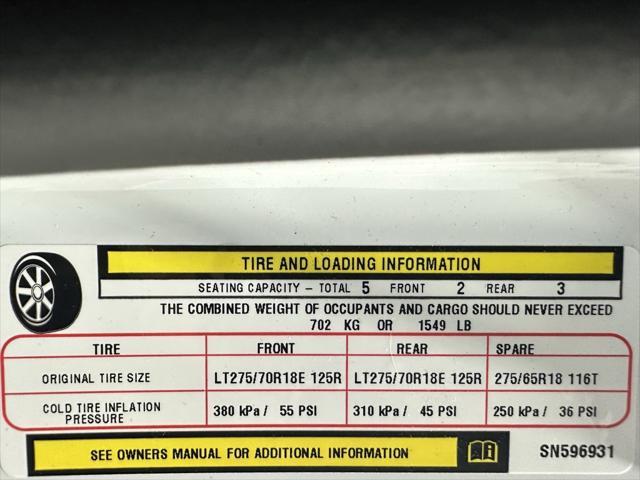 TIRE AND LOADING INFORMATION
SEATING CAPACITY – TOTAL 5 FRONT 2 REAR 3
THE COMBINED WEIGHT OF OCCUPANTS AND CARGO SHOULD NEVER EXCEED
702 KG OR 1549 LB
TIRE FRONT REAR SPARE
ORIGINAL TIRE SIZE LT275/70R18E 125R LT275/70R18E 125R 275/65R18 116T
COLD TIRE INFLATION PRESSURE 380 kPa / 55 PSI 310 kPa / 45 PSI 250 kPa / 36 PSI
SEE OWNERS MANUAL FOR ADDITIONAL INFORMATION SN596931